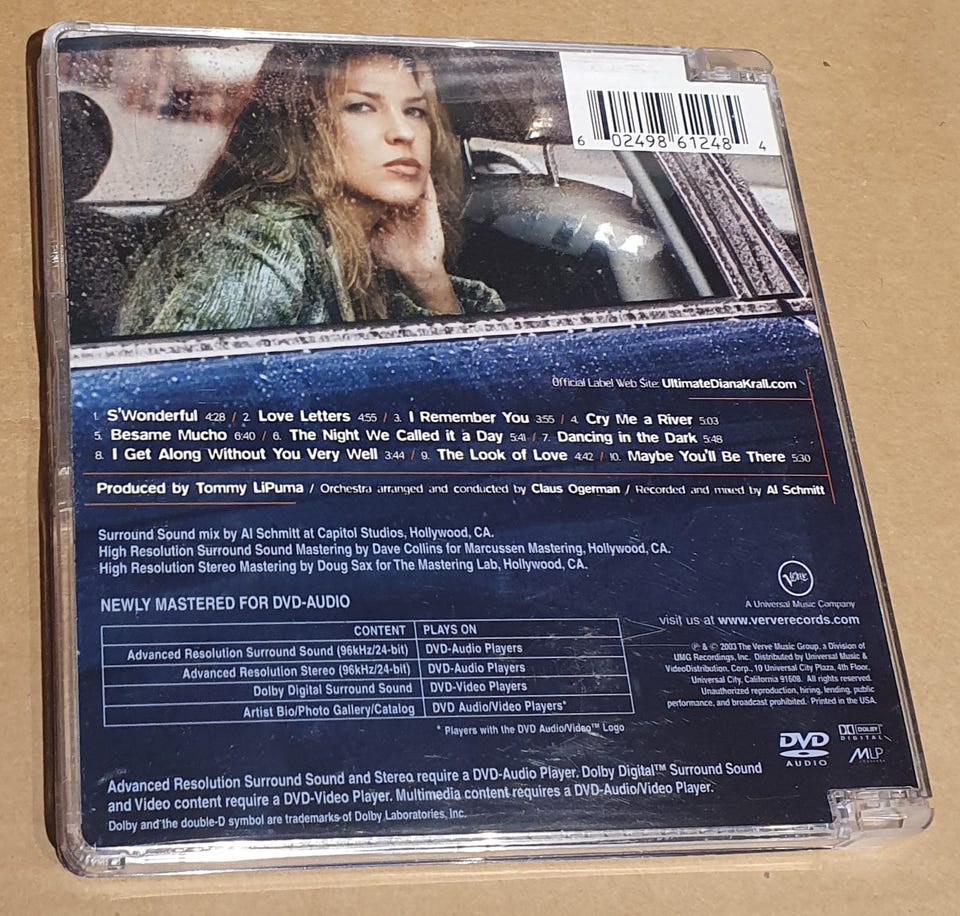 6 02498 61248 4
Official Label Web Site: UltimateDianaKrall.com
1. S'Wonderful 4:28 / 2. Love Letters 4:55 / 3. I Remember You 3:55 / 4. Cry Me a River 5:03
5. Besame Mucho 6:40 / 6. The Night We Called it a Day 5:41 / 7. Dancing in the Dark 5:48
8. I Get Along Without You Very Well 3:44 / 9. The Look of Love 4:42 / 10. Maybe You'll Be There 5:30
Produced by Tommy LiPuma / Orchestra arranged and conducted by Claus Ogerman / Recorded and mixed by Al Schmitt
Surround Sound mix by Al Schmitt at Capitol Studios, Hollywood, CA.
High Resolution Surround Sound Mastering by Dave Collins for Marcussen Mastering, Hollywood, CA.
High Resolution Stereo Mastering by Doug Sax for The Mastering Lab, Hollywood, CA.
NEWLY MASTERED FOR DVD-AUDIO
CONTENT PLAYS ON
Advanced Resolution Surround Sound (96kHz/24-bit) DVD-Audio Players
Advanced Resolution Stereo (96kHz/24-bit) DVD-Audio Players
Dolby Digital Surround Sound DVD-Video Players
Artist Bio/Photo Gallery/Catalog DVD Audio/Video Players*
* Players with the DVD Audio/Video™ Logo
Verve
A Universal Music Company
visit us at www.ververecords.com
℗ & © 2003 The Verve Music Group, a Division of
UMG Recordings, Inc. Distributed by Universal Music &
VideoDistribution, Corp., 10 Universal City Plaza, 4th Floor,
Universal City, California 91608. All rights reserved.
Unauthorized reproduction, hiring, lending, public
performance, and broadcast prohibited. Printed in the USA.
DVD
AUDIO
DOLBY
DIGITAL
MLP
Advanced Resolution Surround Sound and Stereo require a DVD-Audio Player. Dolby Digital™ Surround Sound
and Video content require a DVD-Video Player. Multimedia content requires a DVD-Audio/Video Player.
Dolby and the double-D symbol are trademarks of Dolby Laboratories, Inc.